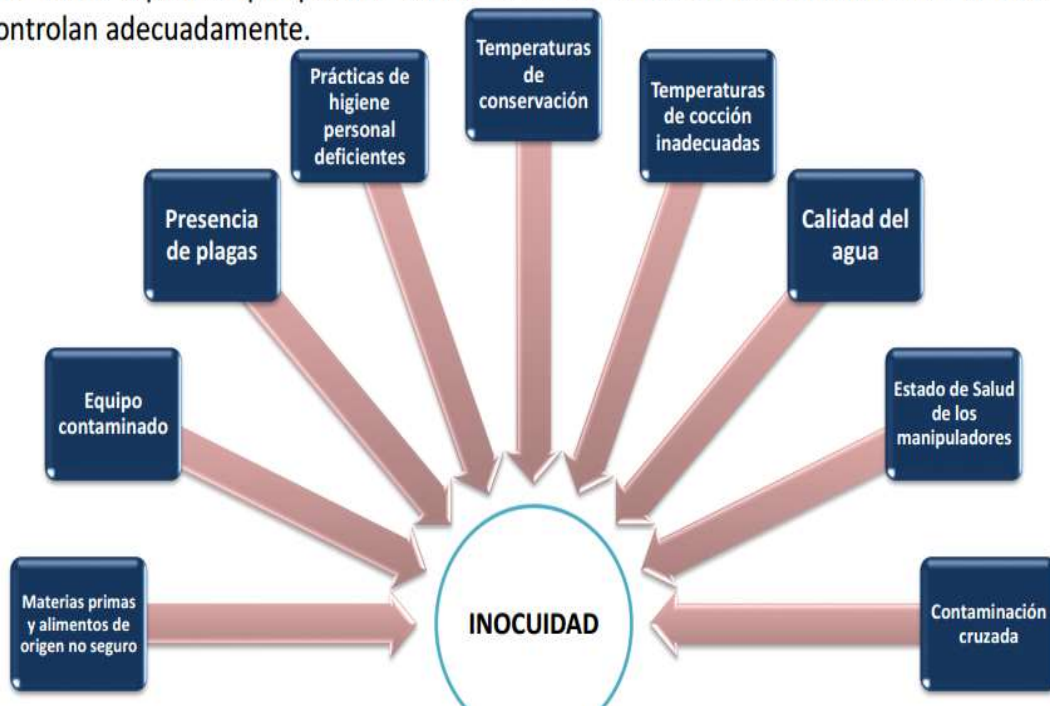 controlan adecuadamente.
Temperaturas
de
conservación
Prácticas de
higiene
personal
deficientes
Temperaturas
de cocción
inadecuadas
Presencia
de plagas
Calidad del
agua
Equipo
contaminado
Estado de Salud
de los
manipuladores
Materias primas
y alimentos de
origen no seguro
INOCUIDAD
Contaminación
cruzada